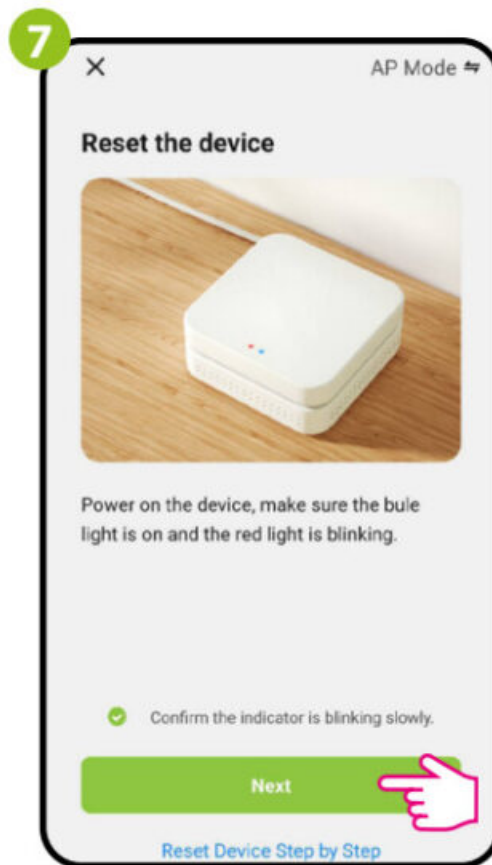 7
AP Mode ⇋
Reset the device
Power on the device, make sure the bule
light is on and the red light is blinking.
Confirm the indicator is blinking slowly.
Next
Reset Device Step by Step